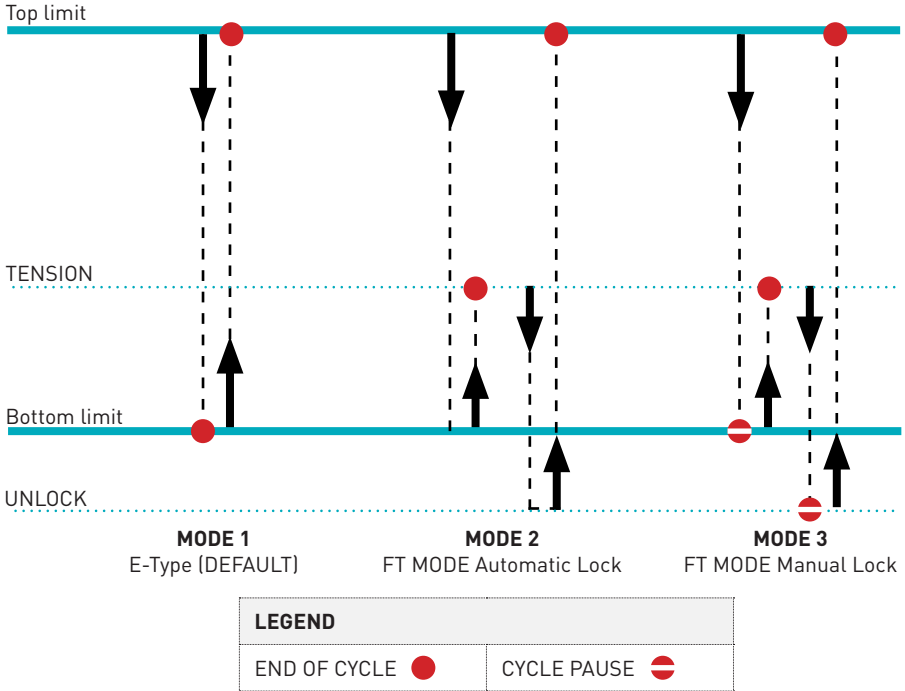 Top limit
TENSION
Bottom limit
UNLOCK
MODE 1
E-Type (DEFAULT)
MODE 2
FT MODE Automatic Lock
MODE 3
FT MODE Manual Lock
LEGEND
END OF CYCLE
CYCLE PAUSE